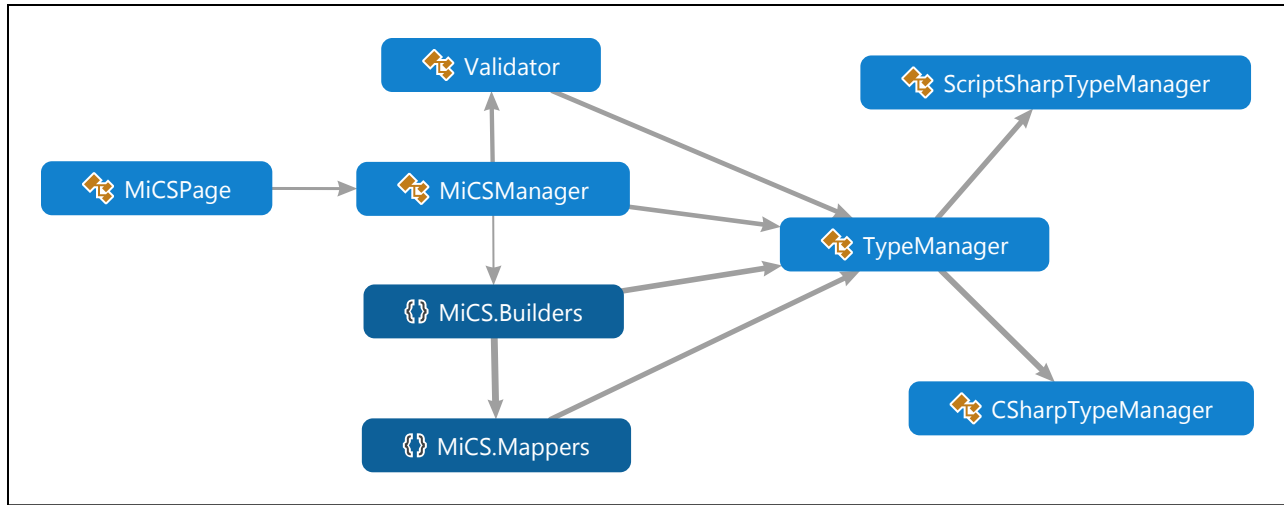 Validator
ScriptSharpTypeManager
MiCSPage
MiCSManager
TypeManager
MiCS.Builders
CSharpTypeManager
MiCS.Mappers